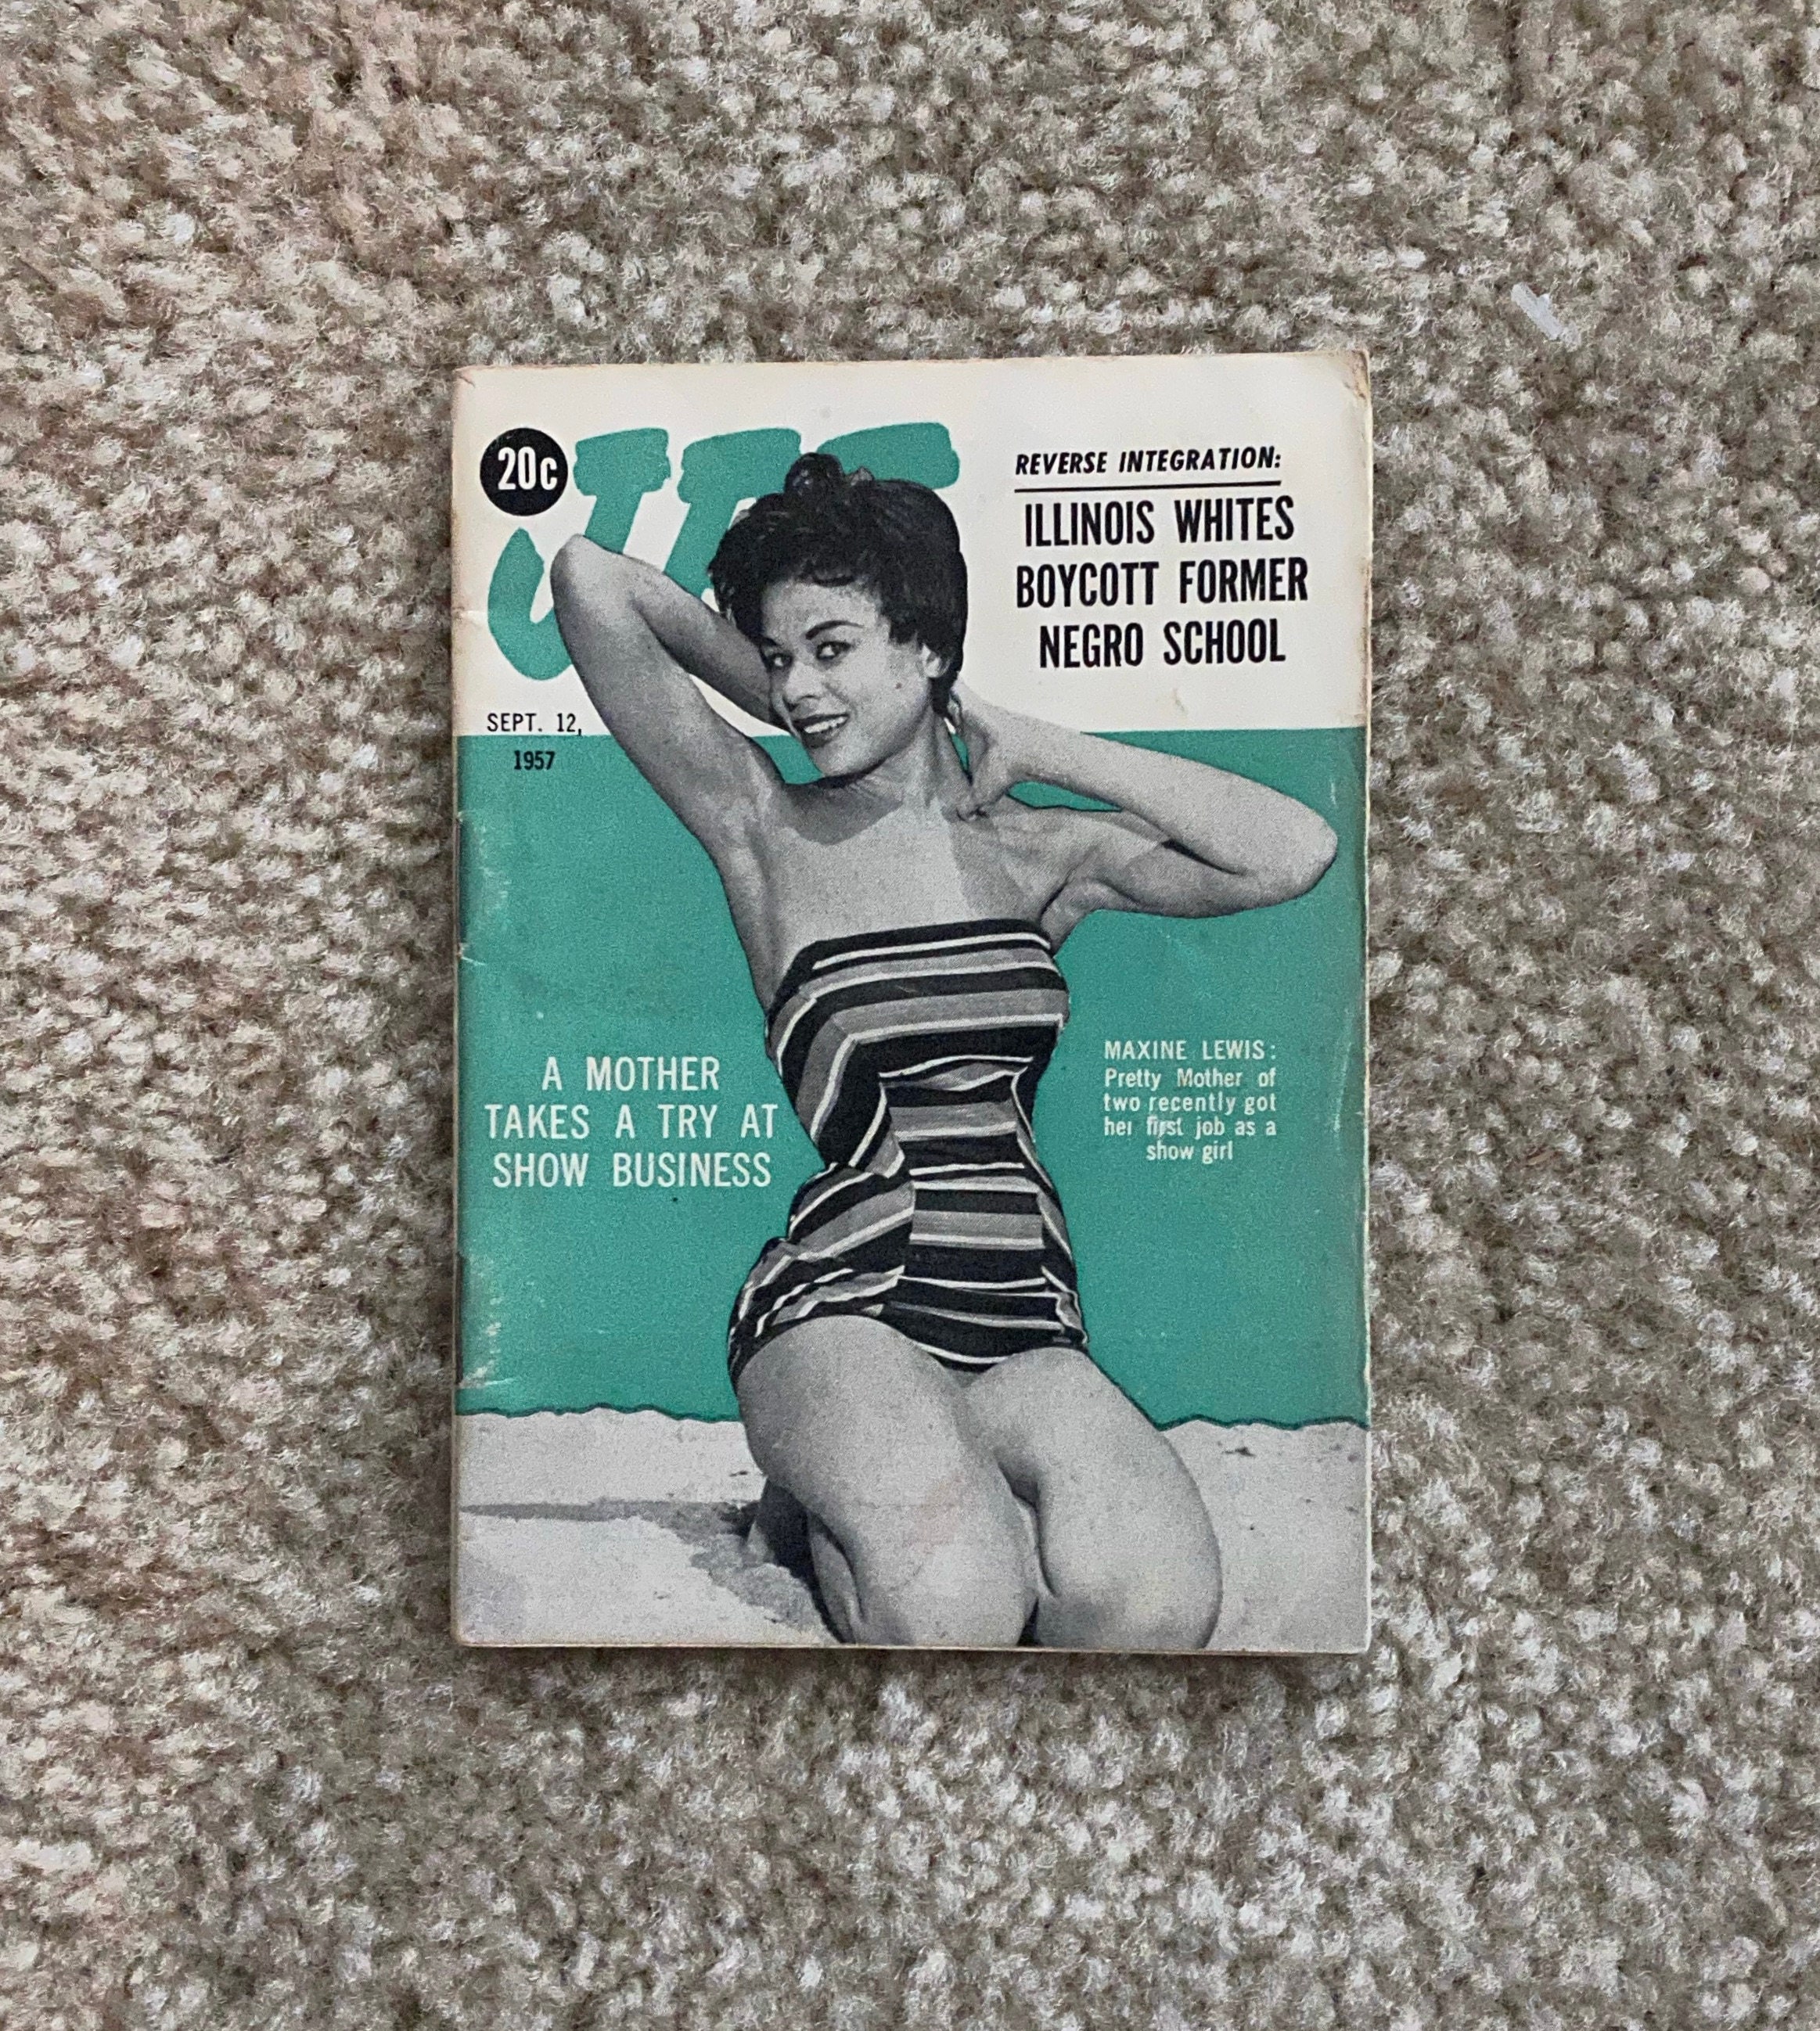 20c
JET
REVERSE INTEGRATION:
ILLINOIS WHITES
BOYCOTT FORMER
NEGRO SCHOOL
SEPT. 12,
1957
A MOTHER
TAKES A TRY AT
SHOW BUSINESS
MAXINE LEWIS:
Pretty Mother of
two recently got
her first job as a
show girl